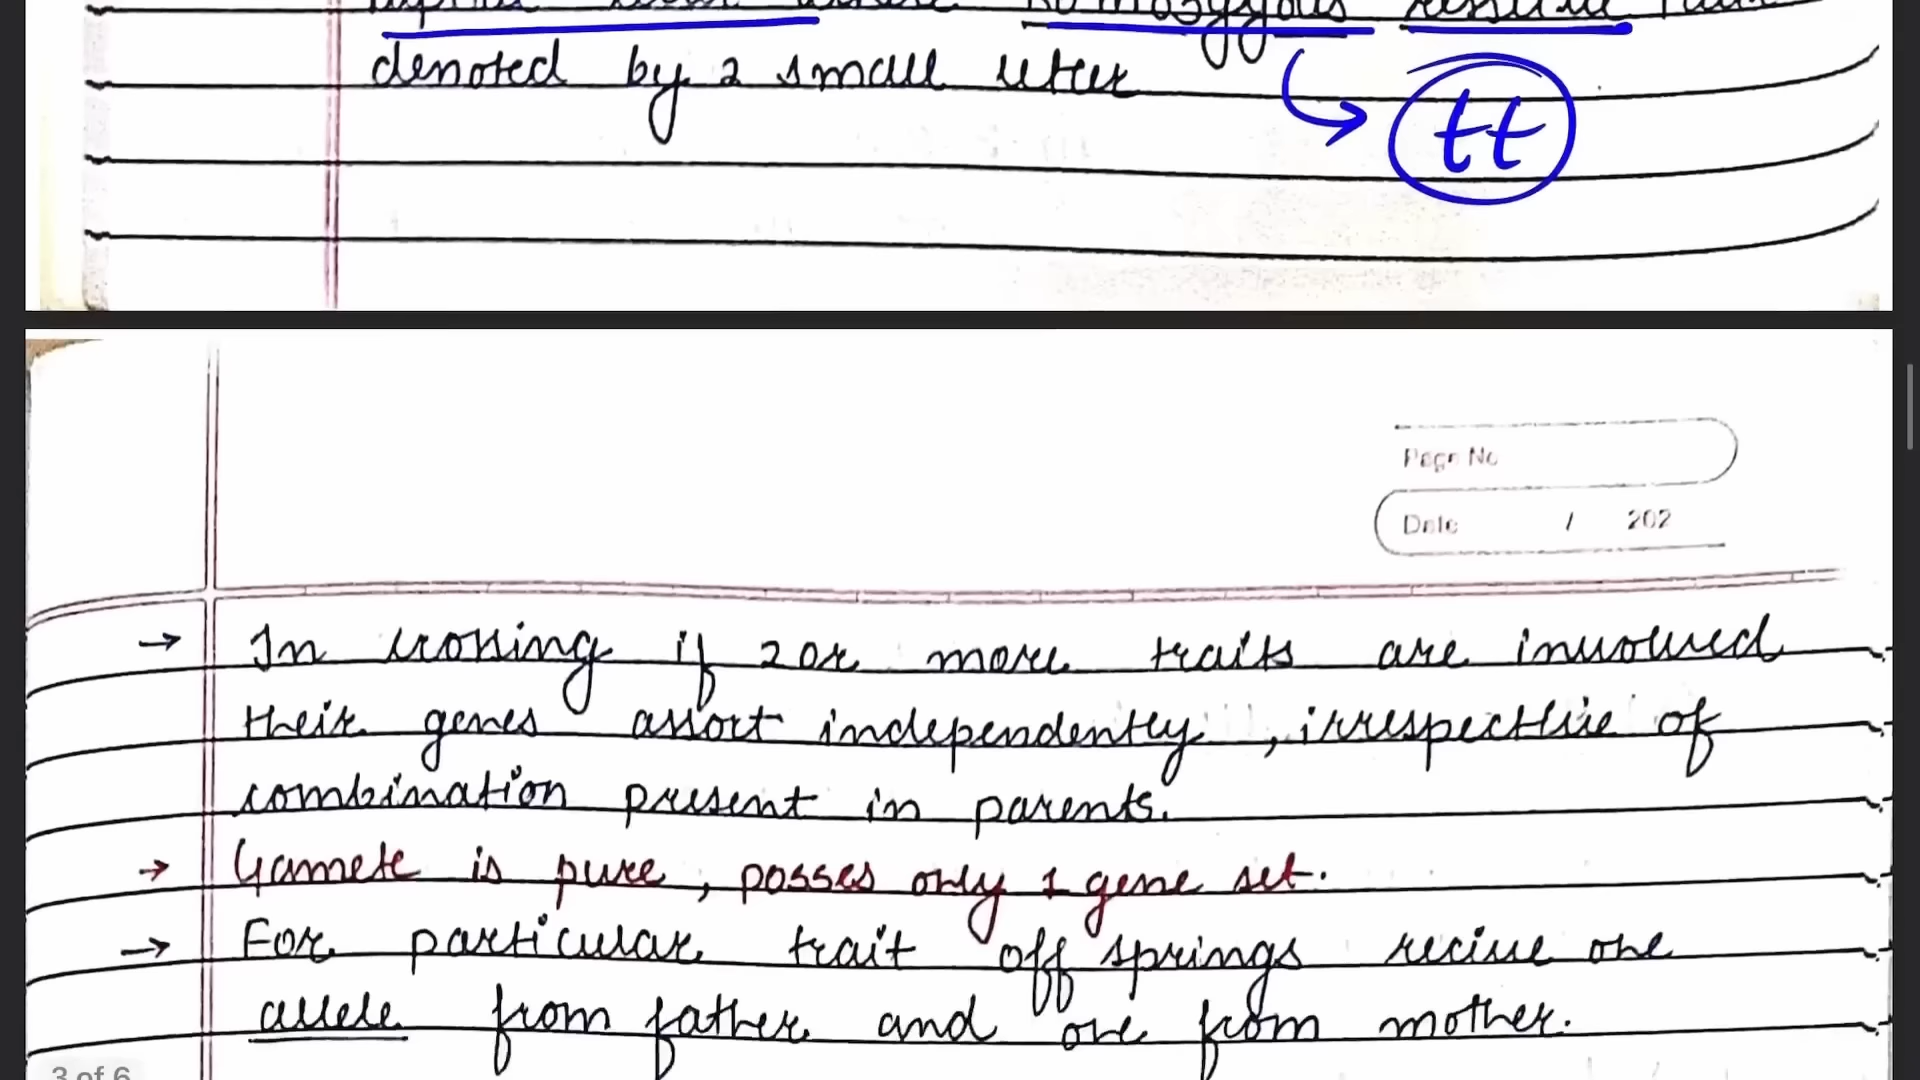 homozygous
denoted by 2 small letter
tt
Page No
Date / 202
→ In crossing if 2 or more traits are involved
their genes assort independently, irrespective of
combination present in parents.
→ Gamete is pure, posses only 1 gene set.
→ For particular trait off springs recive one
allele from father and one from mother.
3 of 6